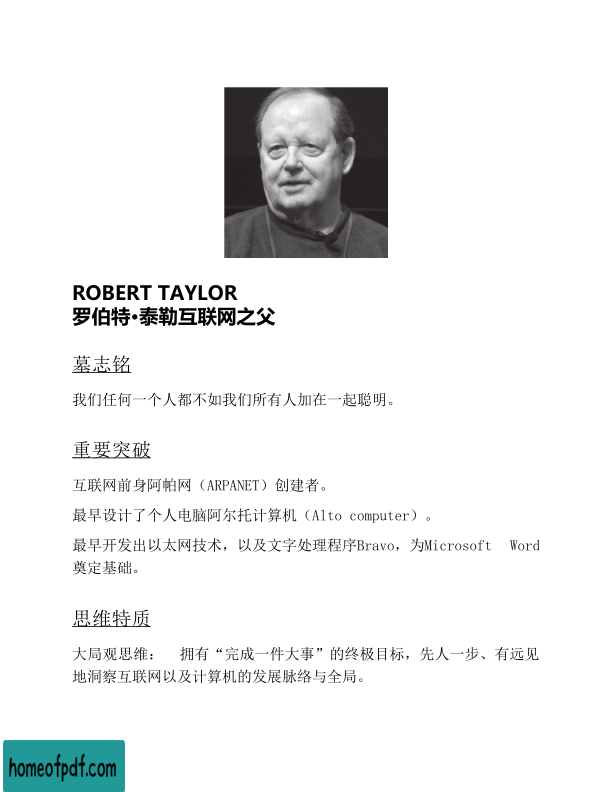 ROBERT TAYLOR
罗伯特•泰勒互联网之父
墓志铭
我们任何一个人都不如我们所有人加在一起聪明。
重要突破
互联网前身阿帕网（ARPANET）创建者。
最早设计了个人电脑阿尔托计算机（Alto computer）。
最早开发出以太网技术，以及文字处理程序Bravo，为Microsoft Word
奠定基础。
思维特质
大局观思维： 拥有“完成一件大事”的终极目标，先人一步、有远见
地洞察互联网以及计算机的发展脉络与全局。
homeofpdf.com